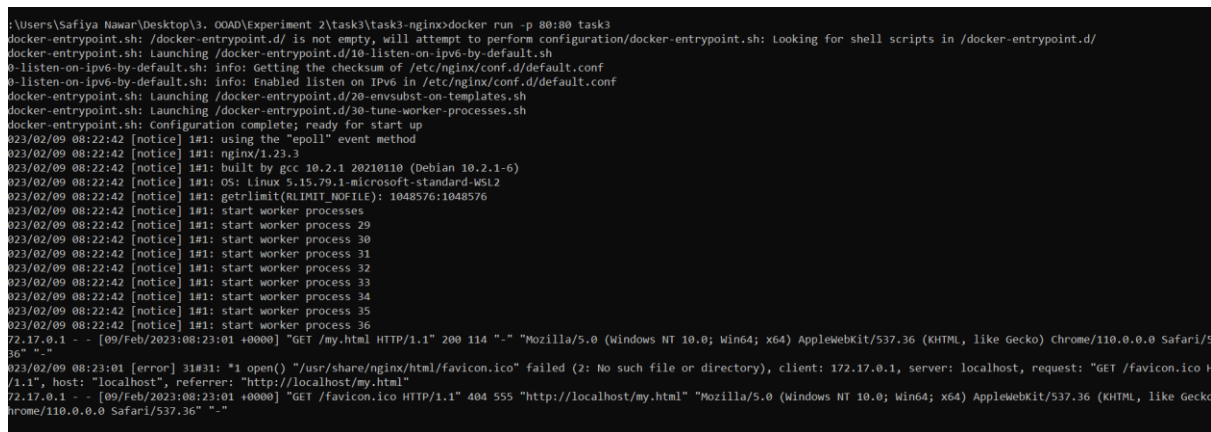 :\Users\Safiya Nawar\Desktop\3. OOAD\Experiment 2\task3\task3-nginx>docker run -p 80:80 task3
docker-entrypoint.sh: /docker-entrypoint.d/ is not empty, will attempt to perform configuration/docker-entrypoint.sh: Looking for shell scripts in /docker-entrypoint.d/
docker-entrypoint.sh: Launching /docker-entrypoint.d/10-listen-on-ipv6-by-default.sh
0-listen-on-ipv6-by-default.sh: info: Getting the checksum of /etc/nginx/conf.d/default.conf
0-listen-on-ipv6-by-default.sh: info: Enabled listen on IPv6 in /etc/nginx/conf.d/default.conf
docker-entrypoint.sh: Launching /docker-entrypoint.d/20-envsubst-on-templates.sh
docker-entrypoint.sh: Launching /docker-entrypoint.d/30-tune-worker-processes.sh
docker-entrypoint.sh: Configuration complete; ready for start up
023/02/09 08:22:42 [notice] 1#1: using the "epoll" event method
023/02/09 08:22:42 [notice] 1#1: nginx/1.23.3
023/02/09 08:22:42 [notice] 1#1: built by gcc 10.2.1 20210110 (Debian 10.2.1-6)
023/02/09 08:22:42 [notice] 1#1: OS: Linux 5.15.79.1-microsoft-standard-WSL2
023/02/09 08:22:42 [notice] 1#1: getrlimit(RLIMIT_NOFILE): 1048576:1048576
023/02/09 08:22:42 [notice] 1#1: start worker processes
023/02/09 08:22:42 [notice] 1#1: start worker process 29
023/02/09 08:22:42 [notice] 1#1: start worker process 30
023/02/09 08:22:42 [notice] 1#1: start worker process 31
023/02/09 08:22:42 [notice] 1#1: start worker process 32
023/02/09 08:22:42 [notice] 1#1: start worker process 33
023/02/09 08:22:42 [notice] 1#1: start worker process 34
023/02/09 08:22:42 [notice] 1#1: start worker process 35
023/02/09 08:22:42 [notice] 1#1: start worker process 36
72.17.0.1 - - [09/Feb/2023:08:23:01 +0000] "GET /my.html HTTP/1.1" 200 114 "-" "Mozilla/5.0 (Windows NT 10.0; Win64; x64) AppleWebKit/537.36 (KHTML, like Gecko) Chrome/110.0.0.0 Safari/5
36" "-"
023/02/09 08:23:01 [error] 31#31: *1 open() "/usr/share/nginx/html/favicon.ico" failed (2: No such file or directory), client: 172.17.0.1, server: localhost, request: "GET /favicon.ico H
/1.1", host: "localhost", referrer: "http://localhost/my.html"
72.17.0.1 - - [09/Feb/2023:08:23:01 +0000] "GET /favicon.ico HTTP/1.1" 404 555 "http://localhost/my.html" "Mozilla/5.0 (Windows NT 10.0; Win64; x64) AppleWebKit/537.36 (KHTML, like Gecko
hrome/110.0.0.0 Safari/537.36" "-"